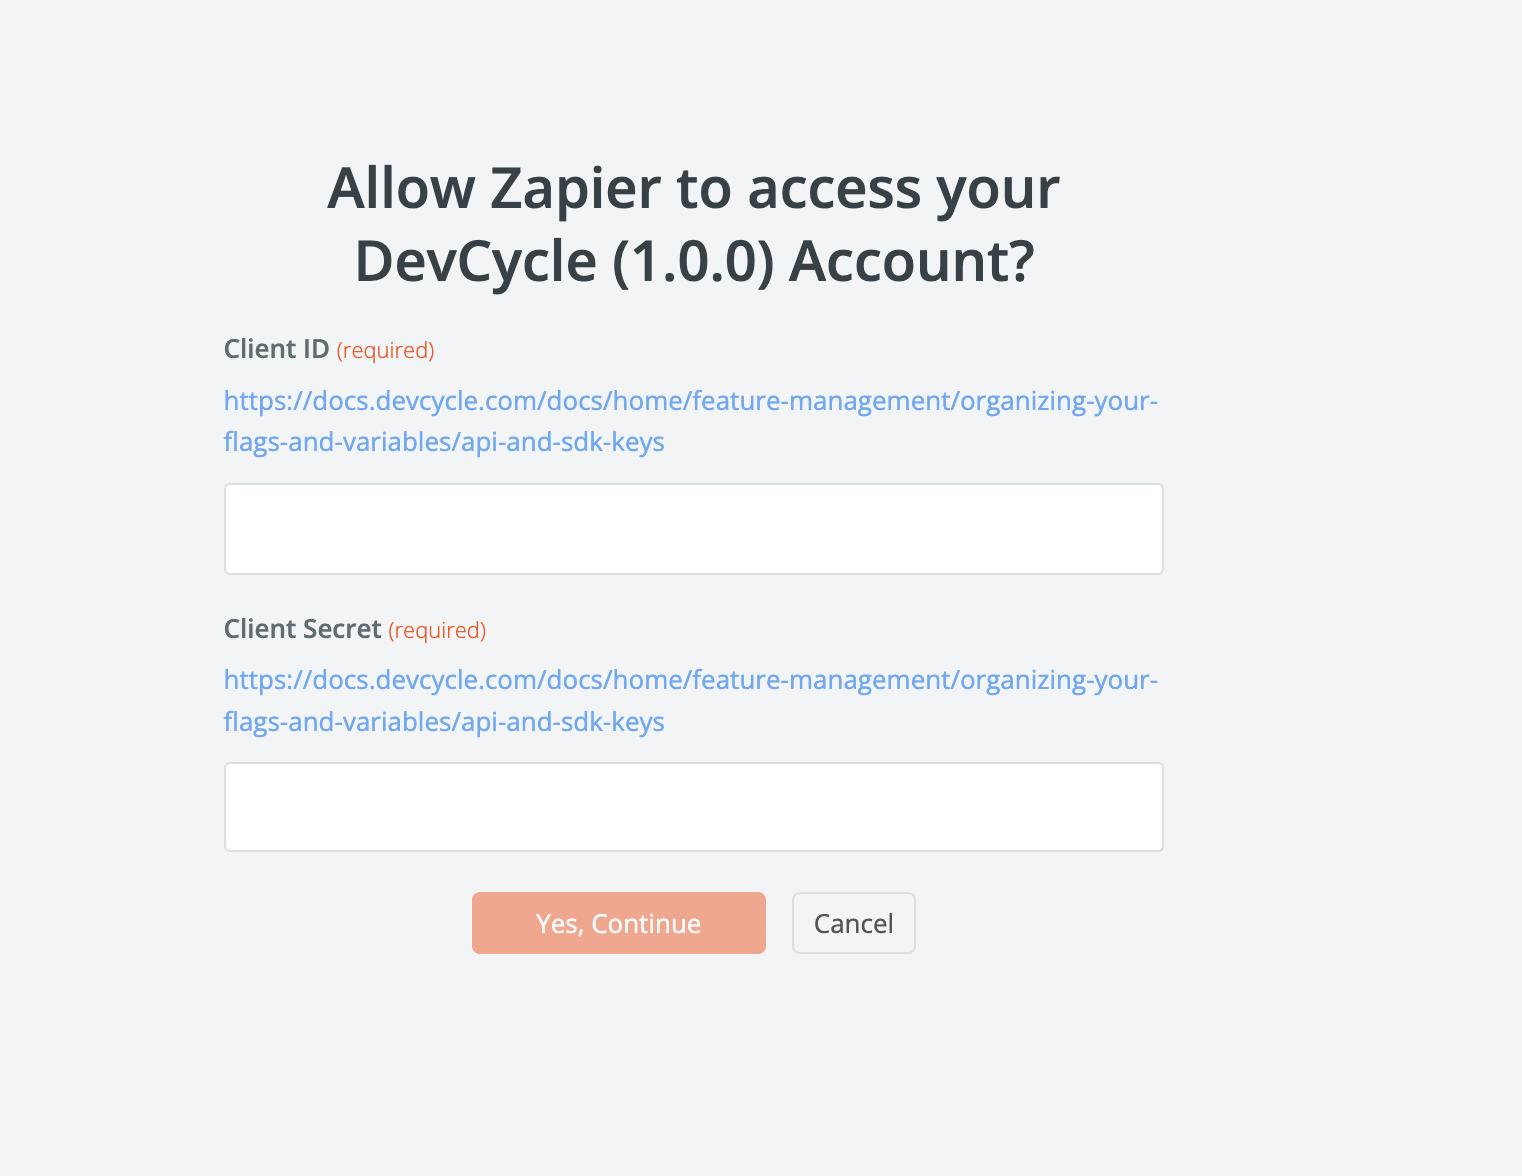 Allow Zapier to access your
DevCycle (1.0.0) Account?
Client ID (required)
https://docs.devcycle.com/docs/home/feature-management/organizing-your-
flags-and-variables/api-and-sdk-keys
Client Secret (required)
https://docs.devcycle.com/docs/home/feature-management/organizing-your-
flags-and-variables/api-and-sdk-keys
Yes, Continue Cancel